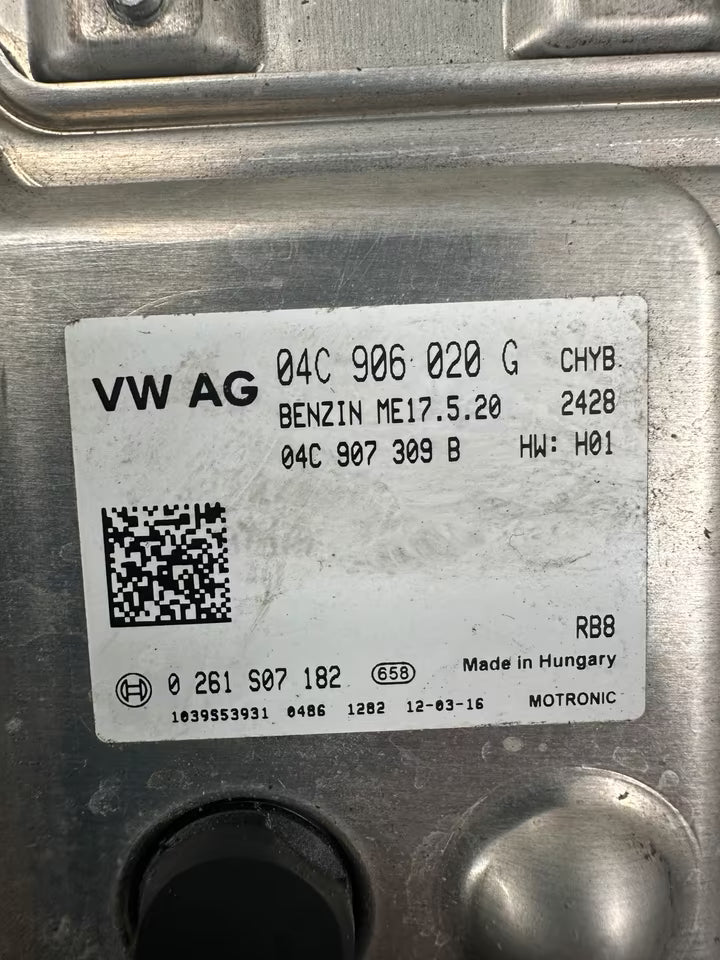 VW AG
04C 906 020 G CHYB
BENZIN ME17.5.20 2428
04C 907 309 B HW: H01
RB8
0 261 S07 182 658 Made in Hungary
1039S53931 0486 1282 12-03-16 MOTRONIC